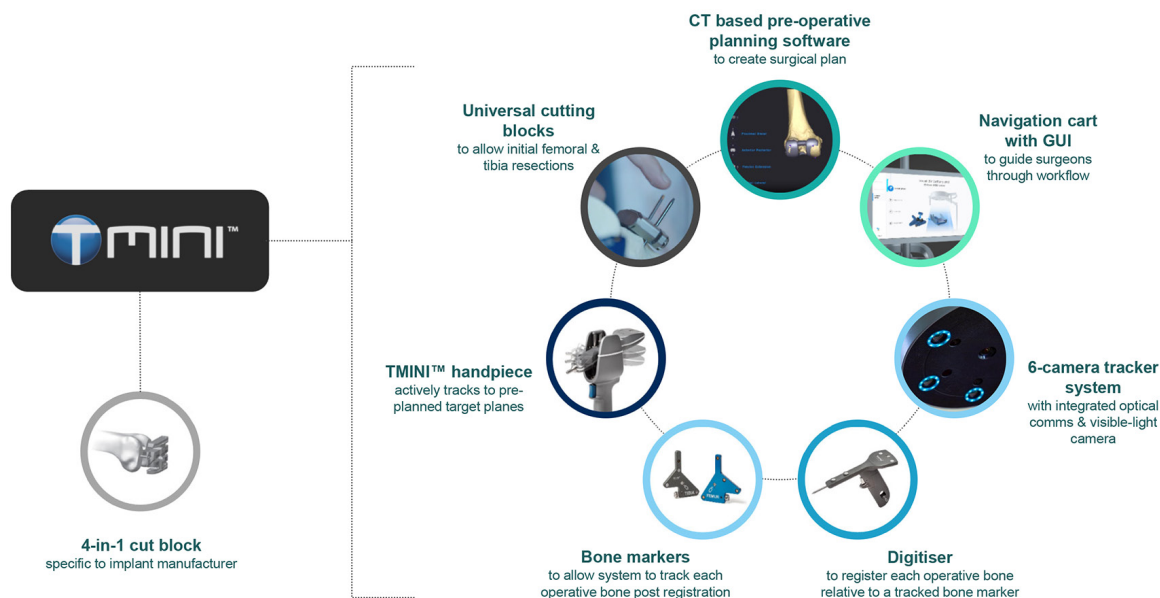 CT based pre-operative
planning software
to create surgical plan
Universal cutting
blocks
to allow initial femoral &
tibia resections
Navigation cart
with GUI
to guide surgeons
through workflow
TMINI™
TMINI™ handpiece
actively tracks to pre-
planned target planes
6-camera tracker
system
with integrated optical
comms & visible-light
camera
4-in-1 cut block
specific to implant manufacturer
Bone markers
to allow system to track each
operative bone post registration
Digitiser
to register each operative bone
relative to a tracked bone marker